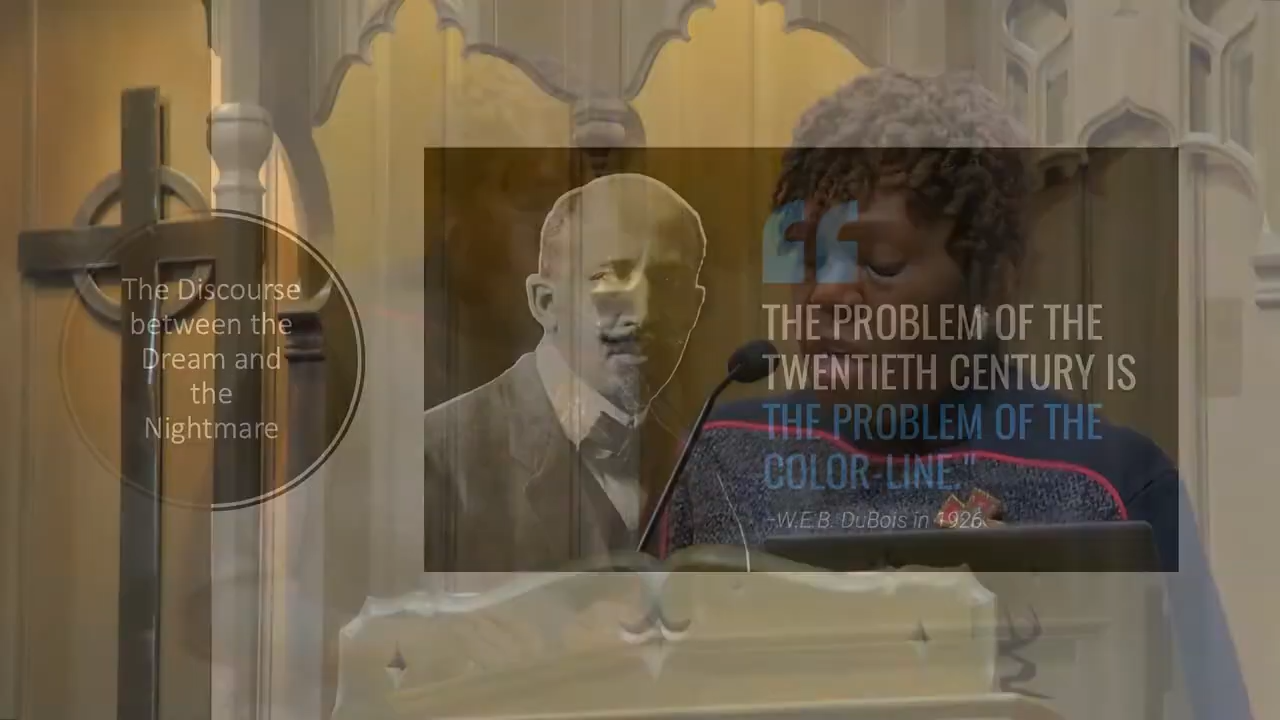 The Discourse
between the
Dream and
the
Nightmare
“
THE PROBLEM OF THE
TWENTIETH CENTURY IS
THE PROBLEM OF THE
COLOR-LINE."
-W.E.B. DuBois in 1926